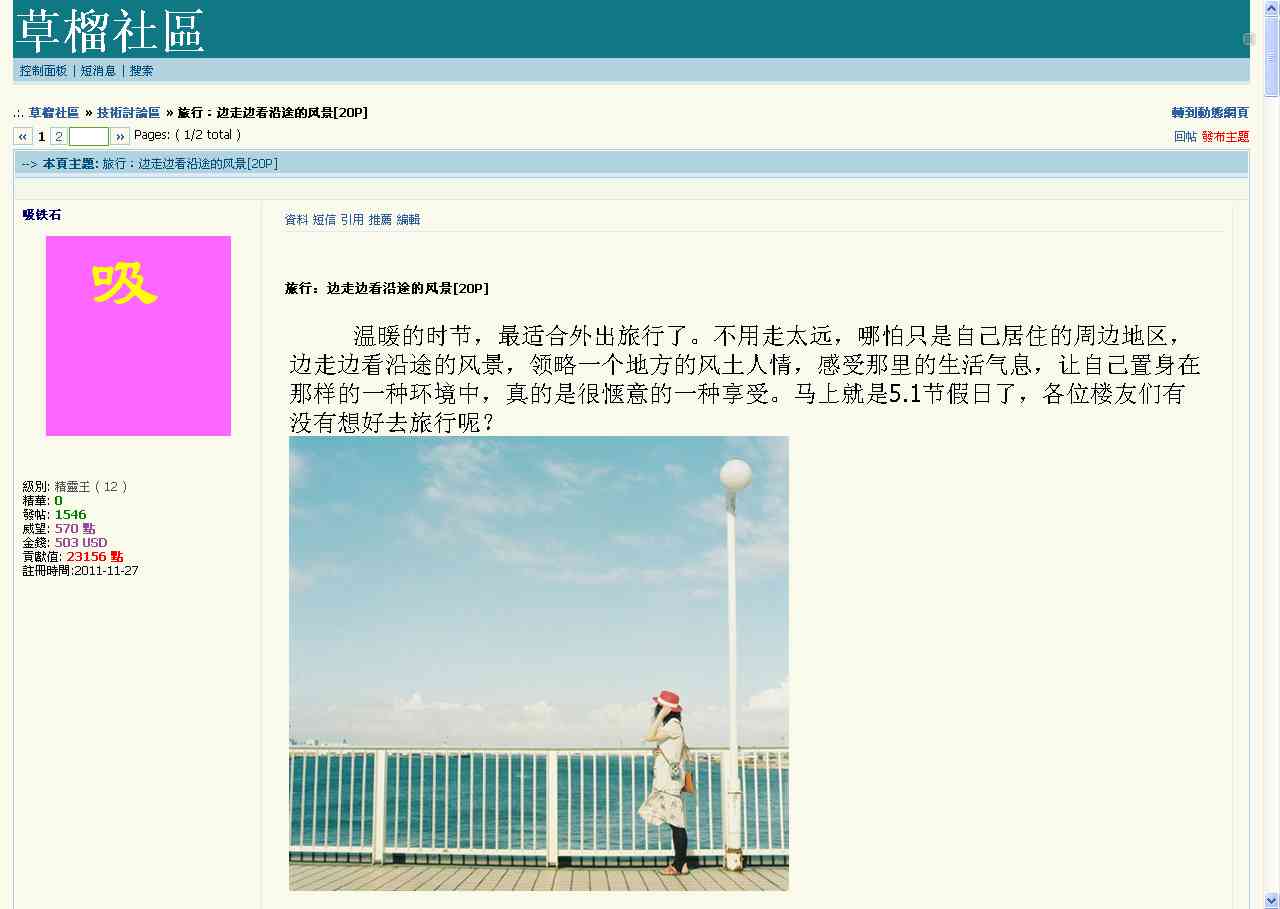 草榴社區
控制面板 | 短消息 | 搜索
.:. 草榴社區 » 技術討論區 » 旅行：边走边看沿途的风景[20P] 轉到動態網頁
« 1 2 » Pages: ( 1/2 total ) 回帖 發布主題
--> 本頁主題: 旅行：边走边看沿途的风景[20P]
吸铁石
資料 短信 引用 推薦 編輯
吸
旅行：边走边看沿途的风景[20P]
温暖的时节，最适合外出旅行了。不用走太远，哪怕只是自己居住的周边地区，
边走边看沿途的风景，领略一个地方的风土人情，感受那里的生活气息，让自己置身在
那样的一种环境中，真的是很惬意的一种享受。马上就是5.1节假日了，各位楼友们有
没有想好去旅行呢？
級別: 精靈王 ( 12 )
精華: 0
發帖: 1546
威望: 570 點
金錢: 503 USD
貢獻值: 23156 點
註冊時間:2011-11-27